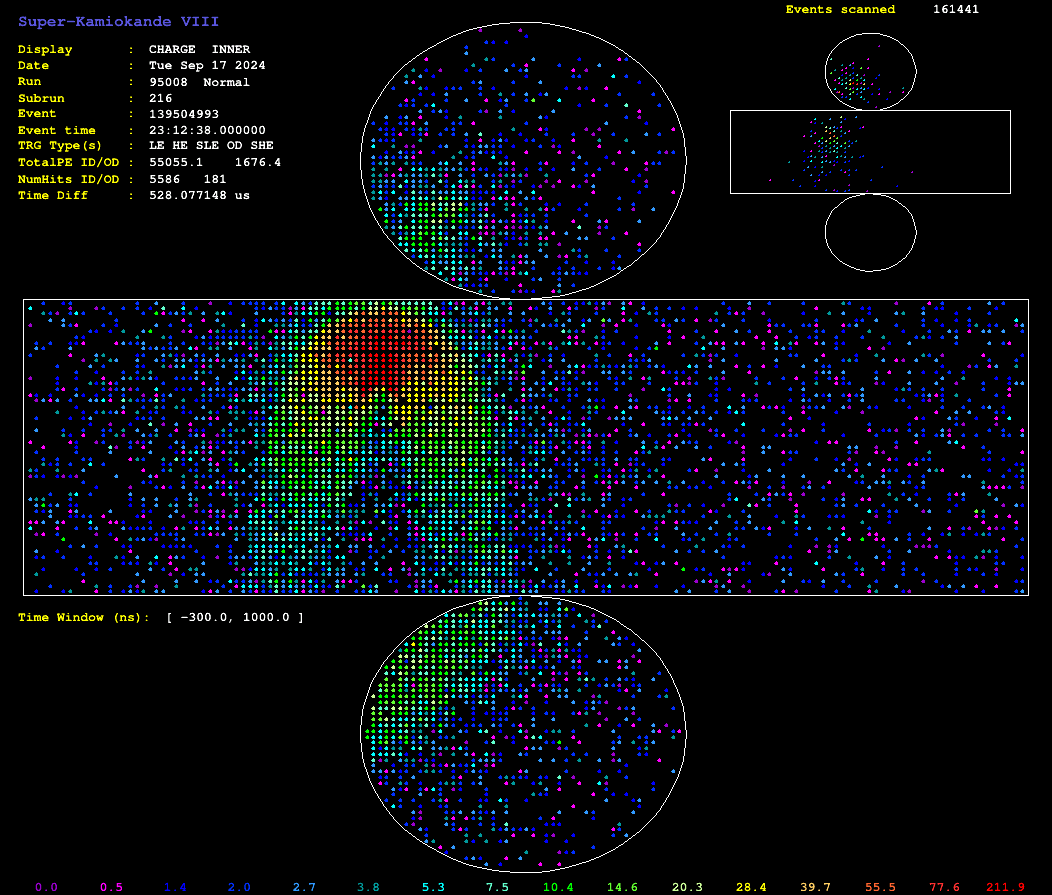 Super-Kamiokande VIII
Events scanned 161441
Display : CHARGE INNER
Date : Tue Sep 17 2024
Run : 95008 Normal
Subrun : 216
Event : 139504993
Event time : 23:12:38.000000
TRG Type(s) : LE HE SLE OD SHE
TotalPE ID/OD : 55055.1 1676.4
NumHits ID/OD : 5586 181
Time Diff : 528.077148 us
Time Window (ns): [ -300.0, 1000.0 ]
0.0 0.5 1.4 2.0 2.7 3.8 5.3 7.5 10.4 14.6 20.3 28.4 39.7 55.5 77.6 211.9